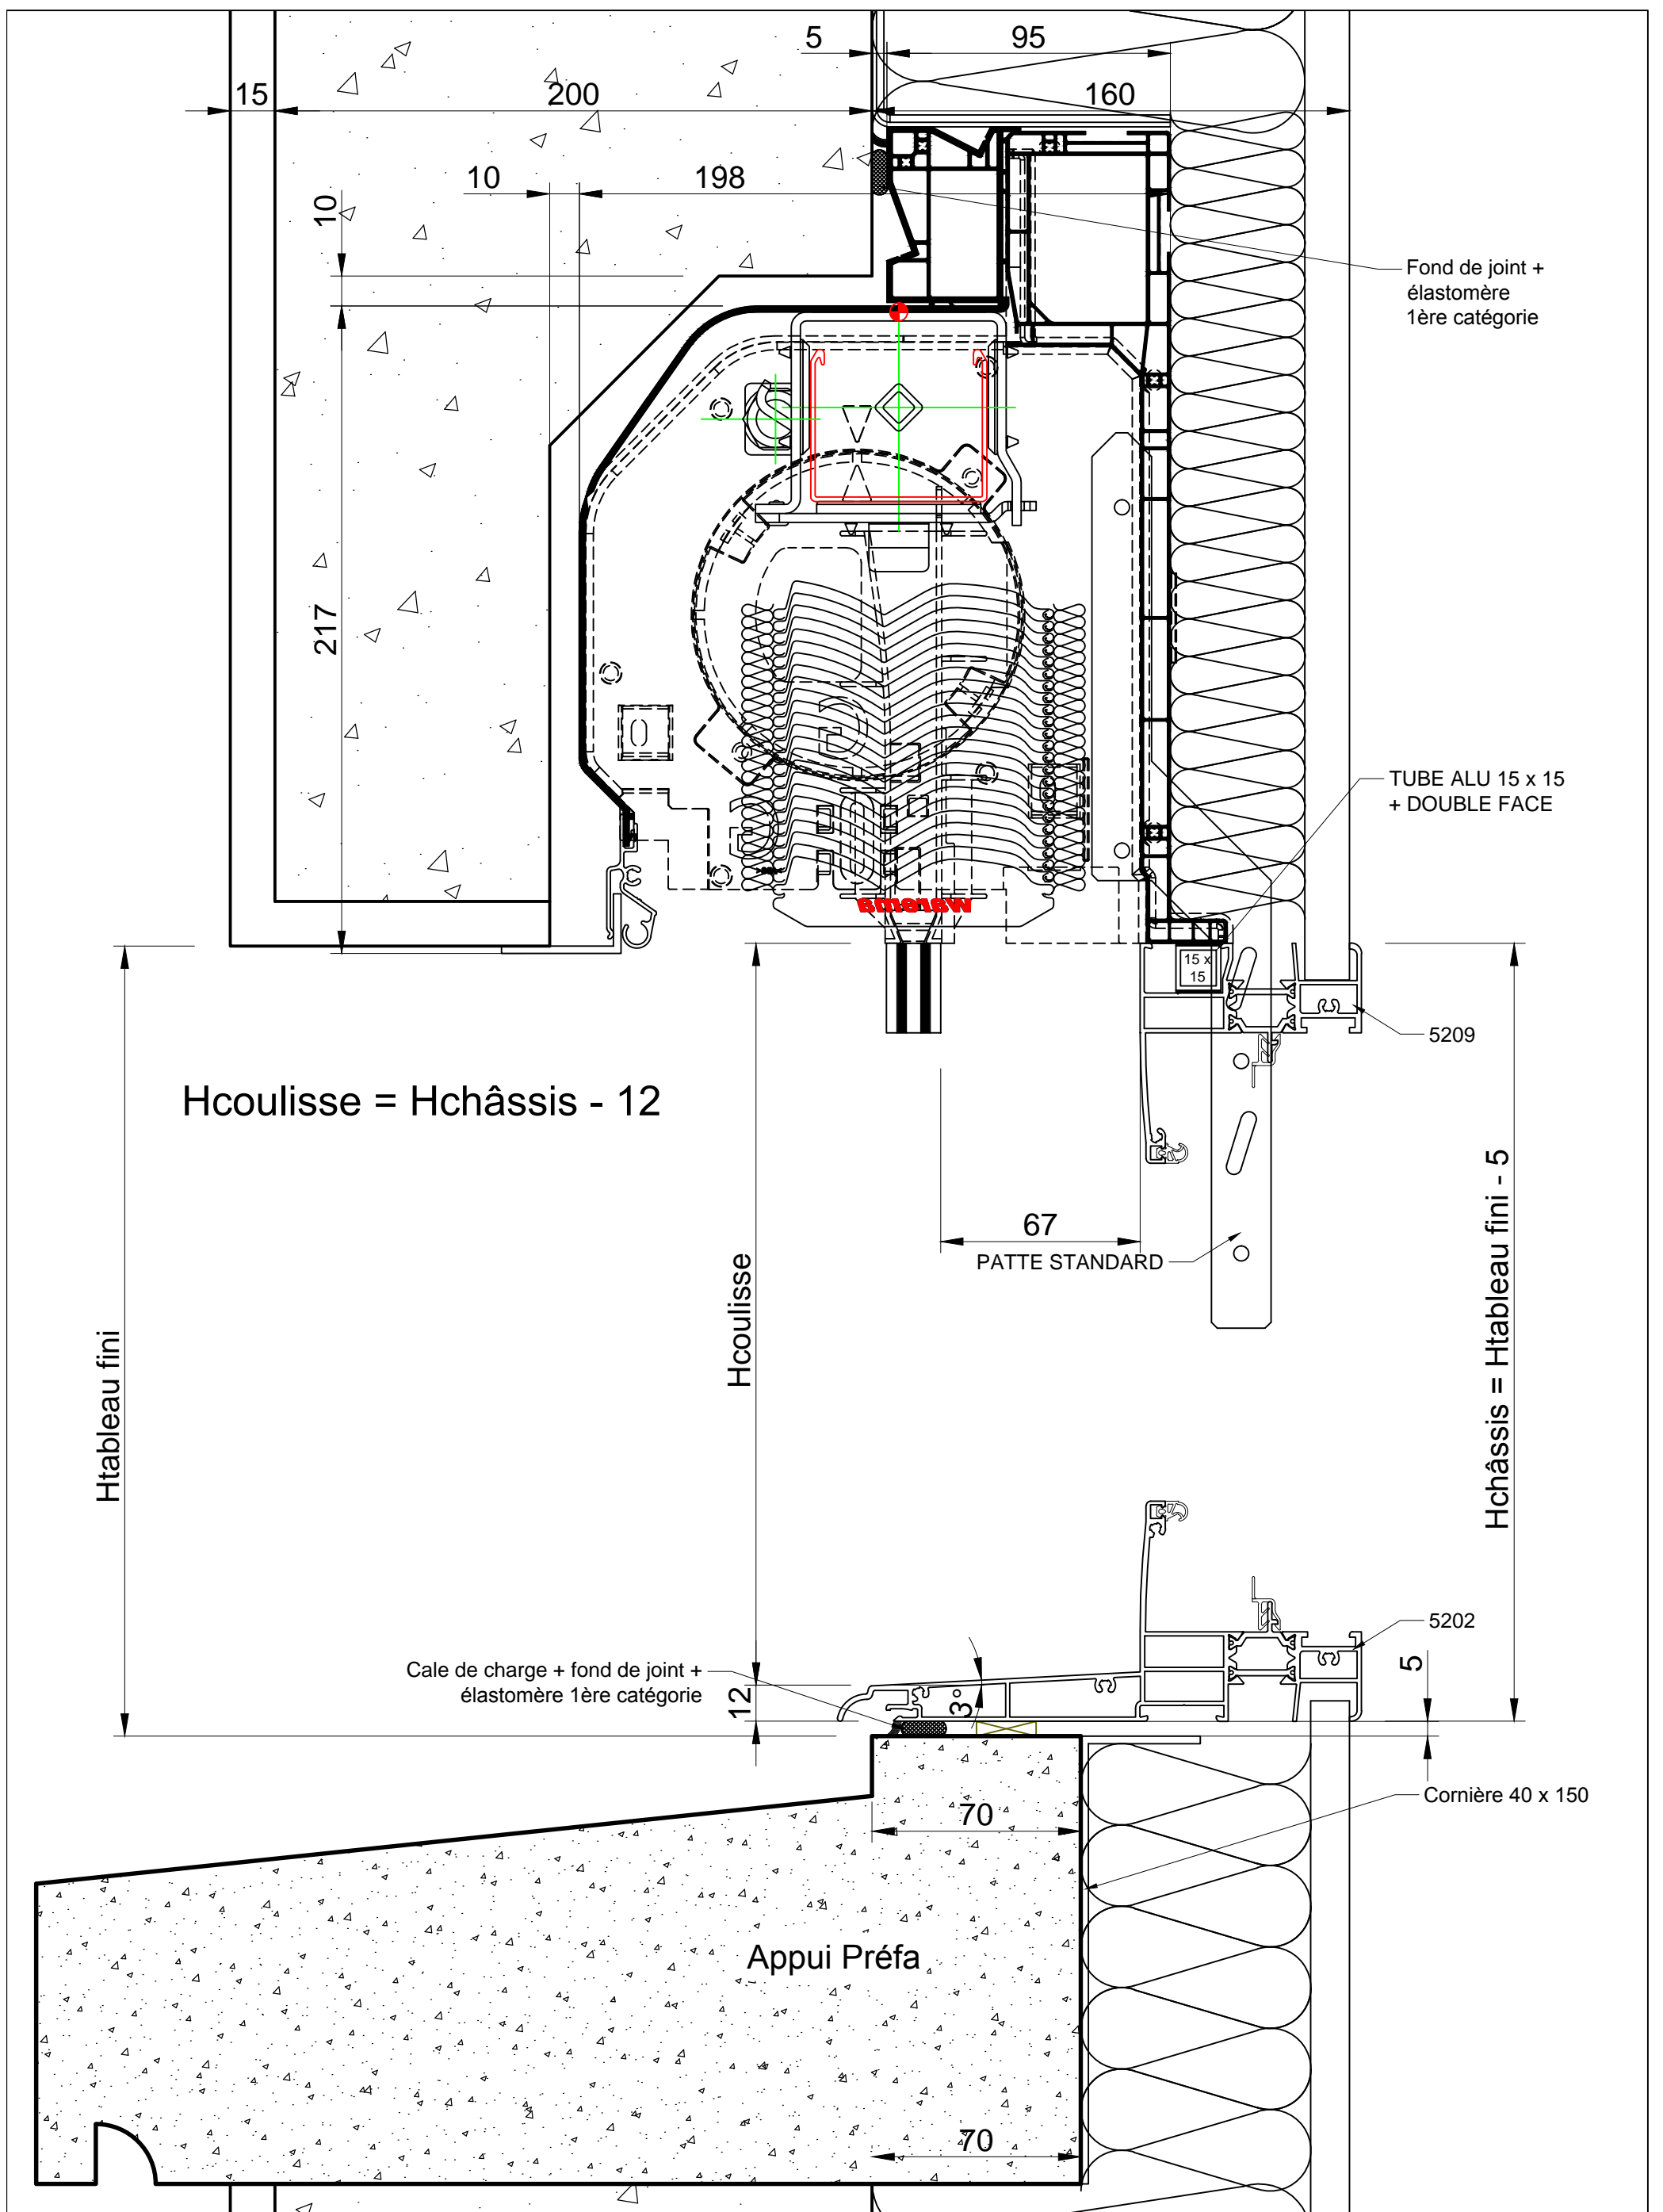 5
95
15
200
160
10
198
10
Fond de joint +
élastomère
1ère catégorie
217
TUBE ALU 15 x 15
+ DOUBLE FACE
warema
15 x
15
5209
Hcoulisse = Hchâssis - 12
67
PATTE STANDARD
Htableau fini
Hcoulisse
Hchâssis = Htableau fini - 5
5202
Cale de charge + fond de joint +
élastomère 1ère catégorie
12
3°
5
Cornière 40 x 150
70
Appui Préfa
70